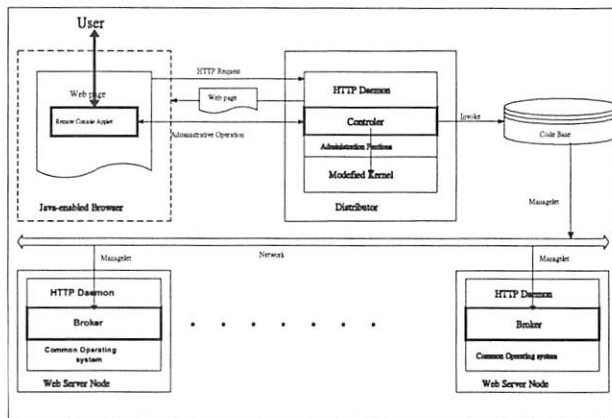 User
HTTP Request
Web page
Web page
HTTP Daemon
Remote Console Applet
Controler
Invoke
Code Base
Administrative Operation
Administration Functions
Modefied Kernel
Managelet
Java-enabled Browser
Distributor
Managelet
Network
Managelet
HTTP Daemon
HTTP Daemon
Broker
Broker
Common Operating
system
Common Operating system
Web Server Node
Web Server Node